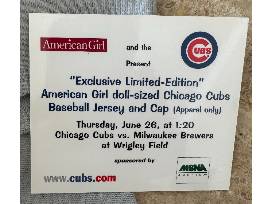 American Girl
and the
CUBS
Present
"Exclusive Limited-Edition"
American Girl doll-sized Chicago Cubs
Baseball Jersey and Cap (Apparel only)
Thursday, June 26, at 1:20
Chicago Cubs vs. Milwaukee Brewers
at Wrigley Field
sponsored by
MBNA
www.cubs.com